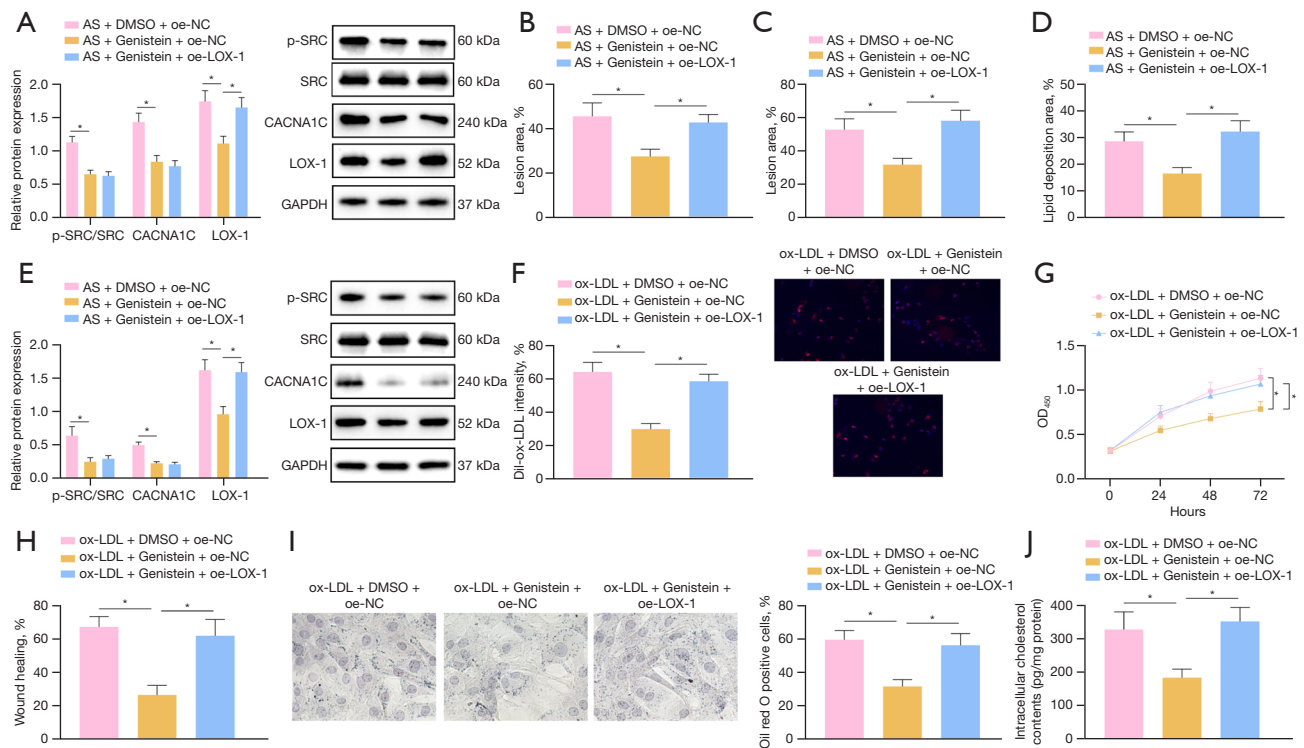 A
AS + DMSO + oe-NC
AS + Genistein + oe-NC
AS + Genistein + oe-LOX-1
Relative protein expression
2.0
1.5
1.0
0.5
0.0
*
*
*
*
p-SRC/SRC
CACNA1C
LOX-1
p-SRC
60 kDa
SRC
60 kDa
CACNA1C
240 kDa
LOX-1
52 kDa
GAPDH
37 kDa
B
AS + DMSO + oe-NC
AS + Genistein + oe-NC
AS + Genistein + oe-LOX-1
Lesion area, %
60
40
20
0
*
*
C
AS + DMSO + oe-NC
AS + Genistein + oe-NC
AS + Genistein + oe-LOX-1
Lesion area, %
80
60
40
20
0
*
*
D
AS + DMSO + oe-NC
AS + Genistein + oe-NC
AS + Genistein + oe-LOX-1
Lipid deposition area, %
50
40
30
20
10
0
*
*
E
AS + DMSO + oe-NC
AS + Genistein + oe-NC
AS + Genistein + oe-LOX-1
Relative protein expression
2.0
1.5
1.0
0.5
0.0
*
*
*
*
p-SRC/SRC
CACNA1C
LOX-1
p-SRC
60 kDa
SRC
60 kDa
CACNA1C
240 kDa
LOX-1
52 kDa
GAPDH
37 kDa
F
ox-LDL + DMSO + oe-NC
ox-LDL + Genistein + oe-NC
ox-LDL + Genistein + oe-LOX-1
Dil-ox-LDL intensity, %
80
60
40
20
0
*
*
ox-LDL + DMSO
+ oe-NC
ox-LDL + Genistein
+ oe-NC
ox-LDL + Genistein
+ oe-LOX-1
G
ox-LDL + DMSO + oe-NC
ox-LDL + Genistein + oe-NC
ox-LDL + Genistein + oe-LOX-1
OD450
1.5
1.0
0.5
0.0
*
*
0
24
48
72
Hours
H
ox-LDL + DMSO + oe-NC
ox-LDL + Genistein + oe-NC
ox-LDL + Genistein + oe-LOX-1
Wound healing, %
80
60
40
20
0
*
*
I
ox-LDL + DMSO +
oe-NC
ox-LDL + Genistein +
oe-NC
ox-LDL + Genistein +
oe-LOX-1
ox-LDL + DMSO + oe-NC
ox-LDL + Genistein + oe-NC
ox-LDL + Genistein + oe-LOX-1
Oil red O positive cells, %
80
60
40
20
0
*
*
J
ox-LDL + DMSO + oe-NC
ox-LDL + Genistein + oe-NC
ox-LDL + Genistein + oe-LOX-1
Intracellular cholesterol
contents (pg/mg protein)
400
300
200
100
0
*
*